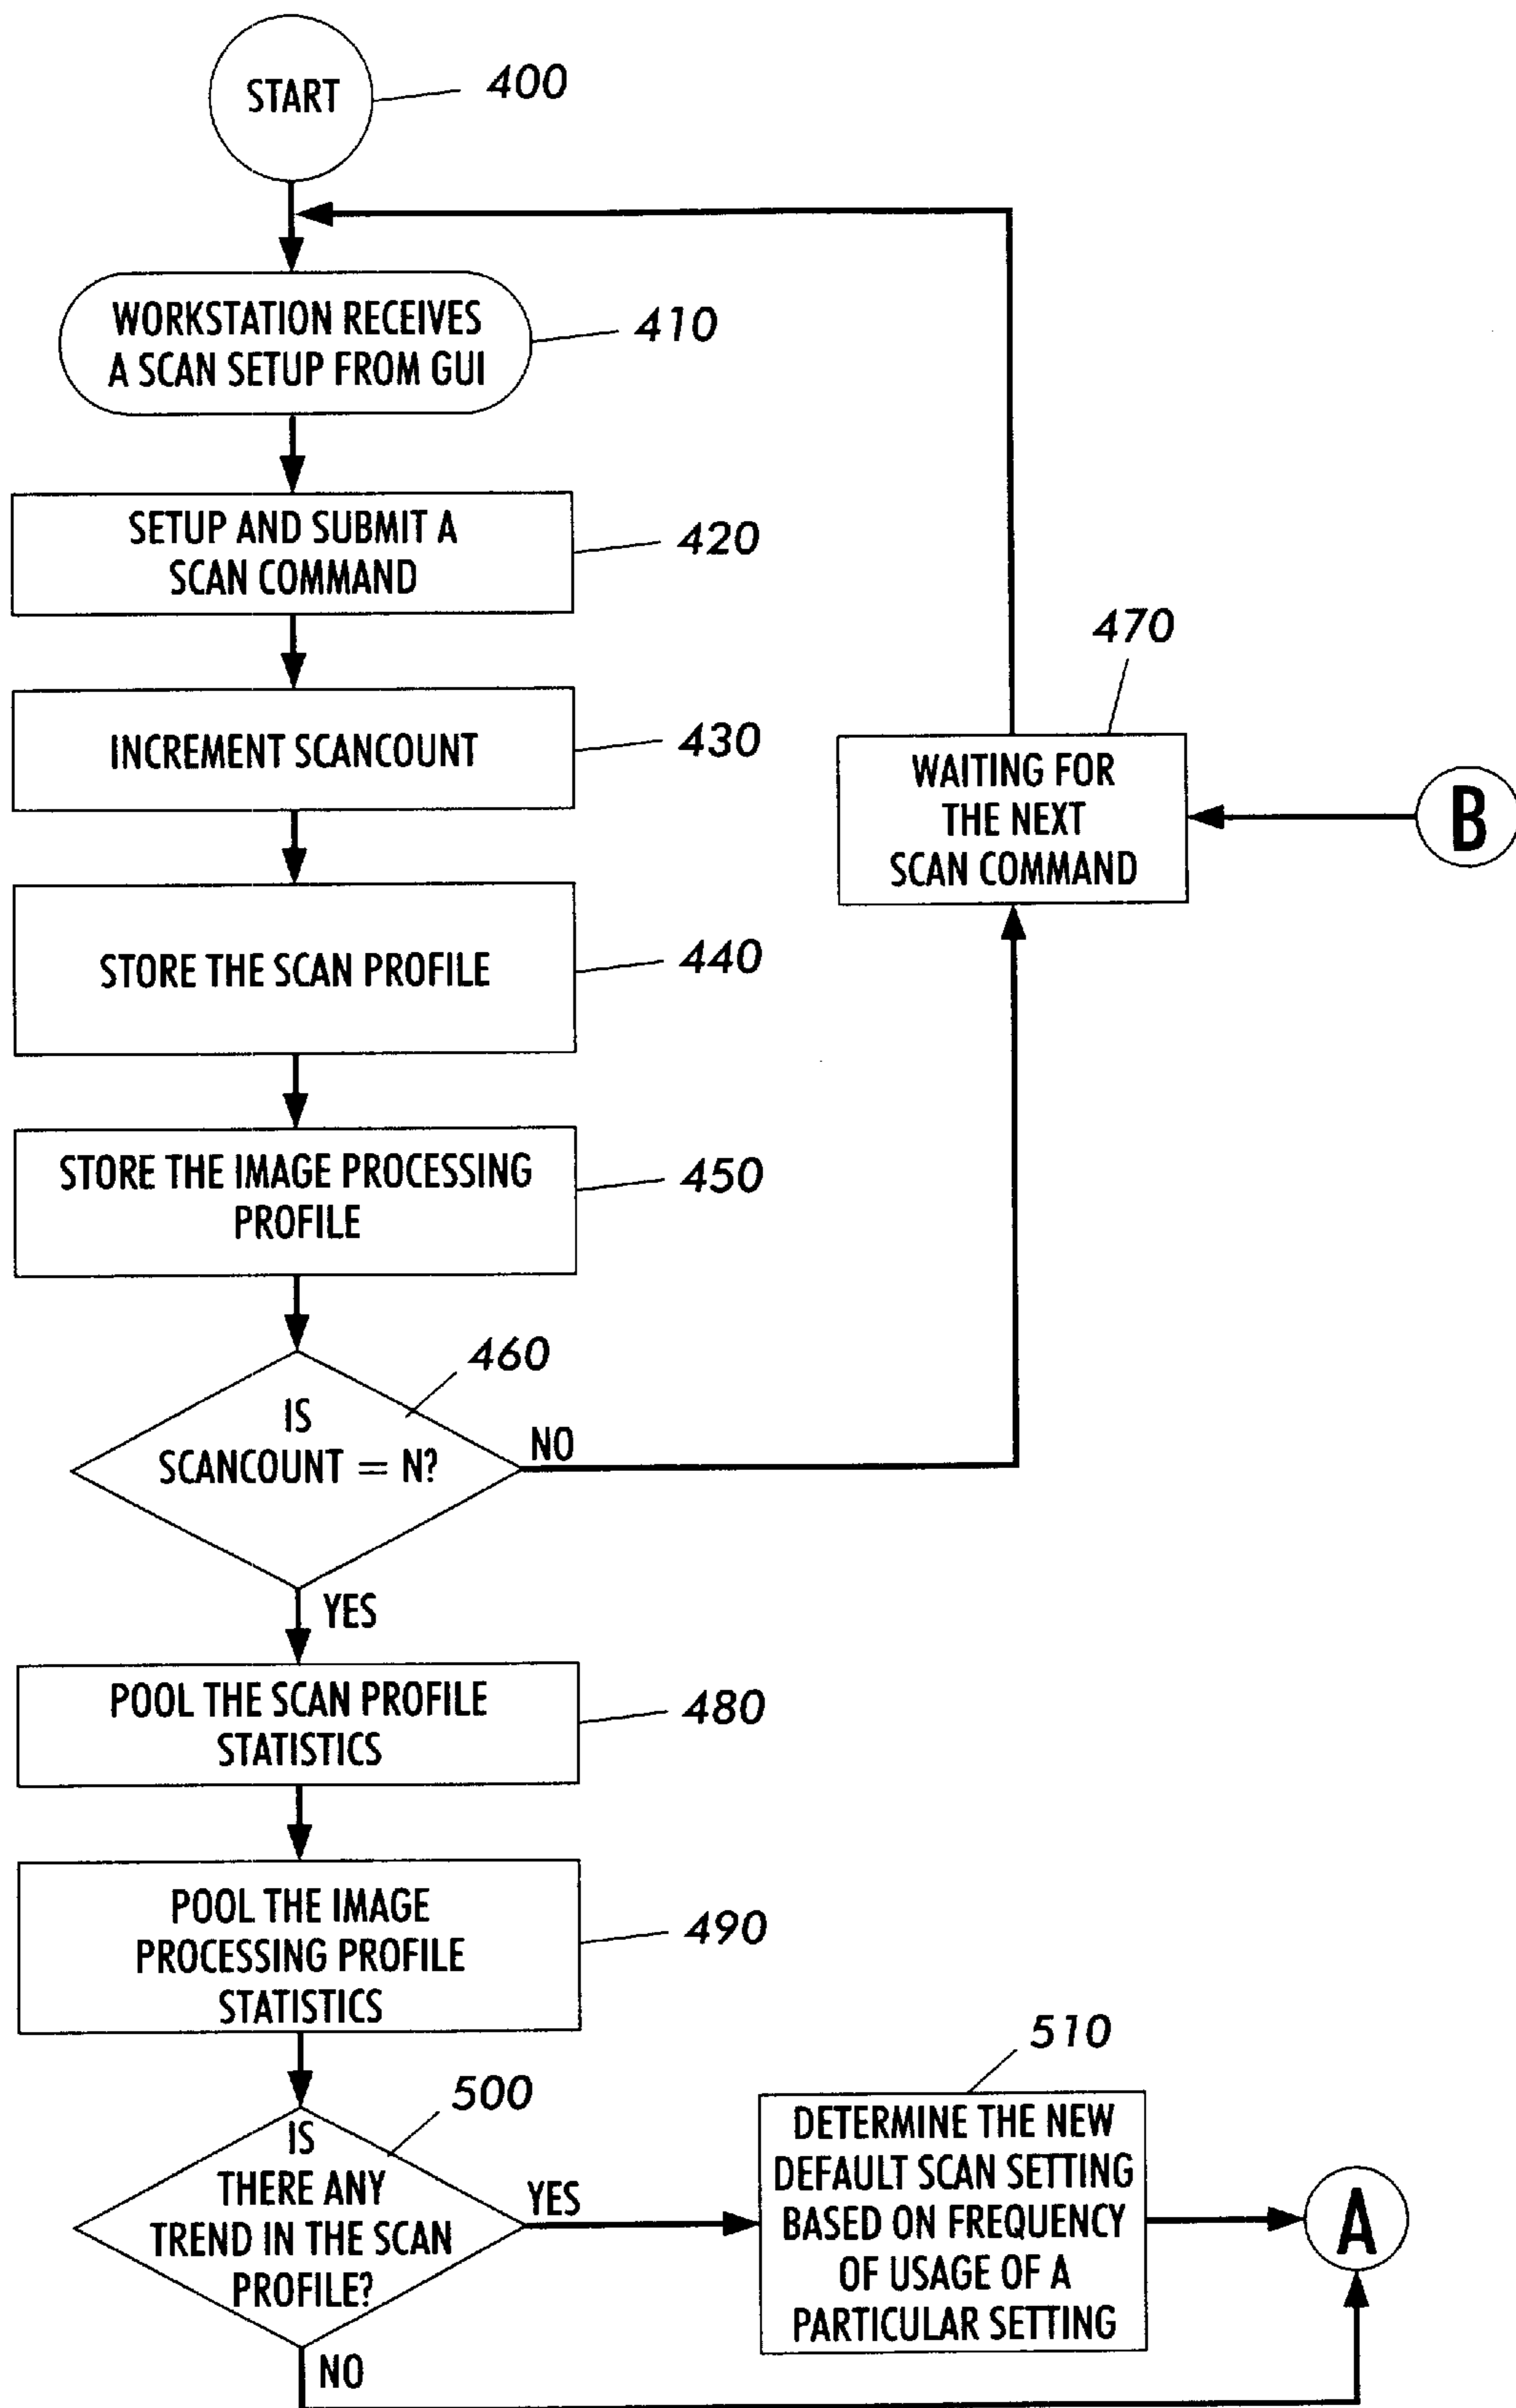 START
400
WORKSTATION RECEIVES
A SCAN SETUP FROM GUI
410
SETUP AND SUBMIT A
SCAN COMMAND
420
INCREMENT SCANCOUNT
430
STORE THE SCAN PROFILE
440
STORE THE IMAGE PROCESSING
PROFILE
450
IS
SCANCOUNT = N?
460
NO
470
WAITING FOR
THE NEXT
SCAN COMMAND
B
YES
POOL THE SCAN PROFILE
STATISTICS
480
POOL THE IMAGE
PROCESSING PROFILE
STATISTICS
490
IS
THERE ANY
TREND IN THE SCAN
PROFILE?
500
YES
NO
510
DETERMINE THE NEW
DEFAULT SCAN SETTING
BASED ON FREQUENCY
OF USAGE OF A
PARTICULAR SETTING
A